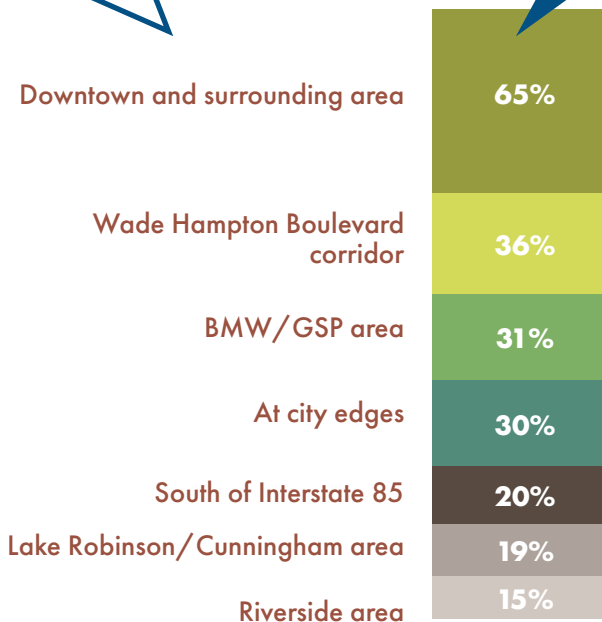 Downtown and surrounding area 65%
Wade Hampton Boulevard
corridor 36%
BMW/GSP area 31%
At city edges 30%
South of Interstate 85 20%
Lake Robinson/Cunningham area 19%
Riverside area 15%